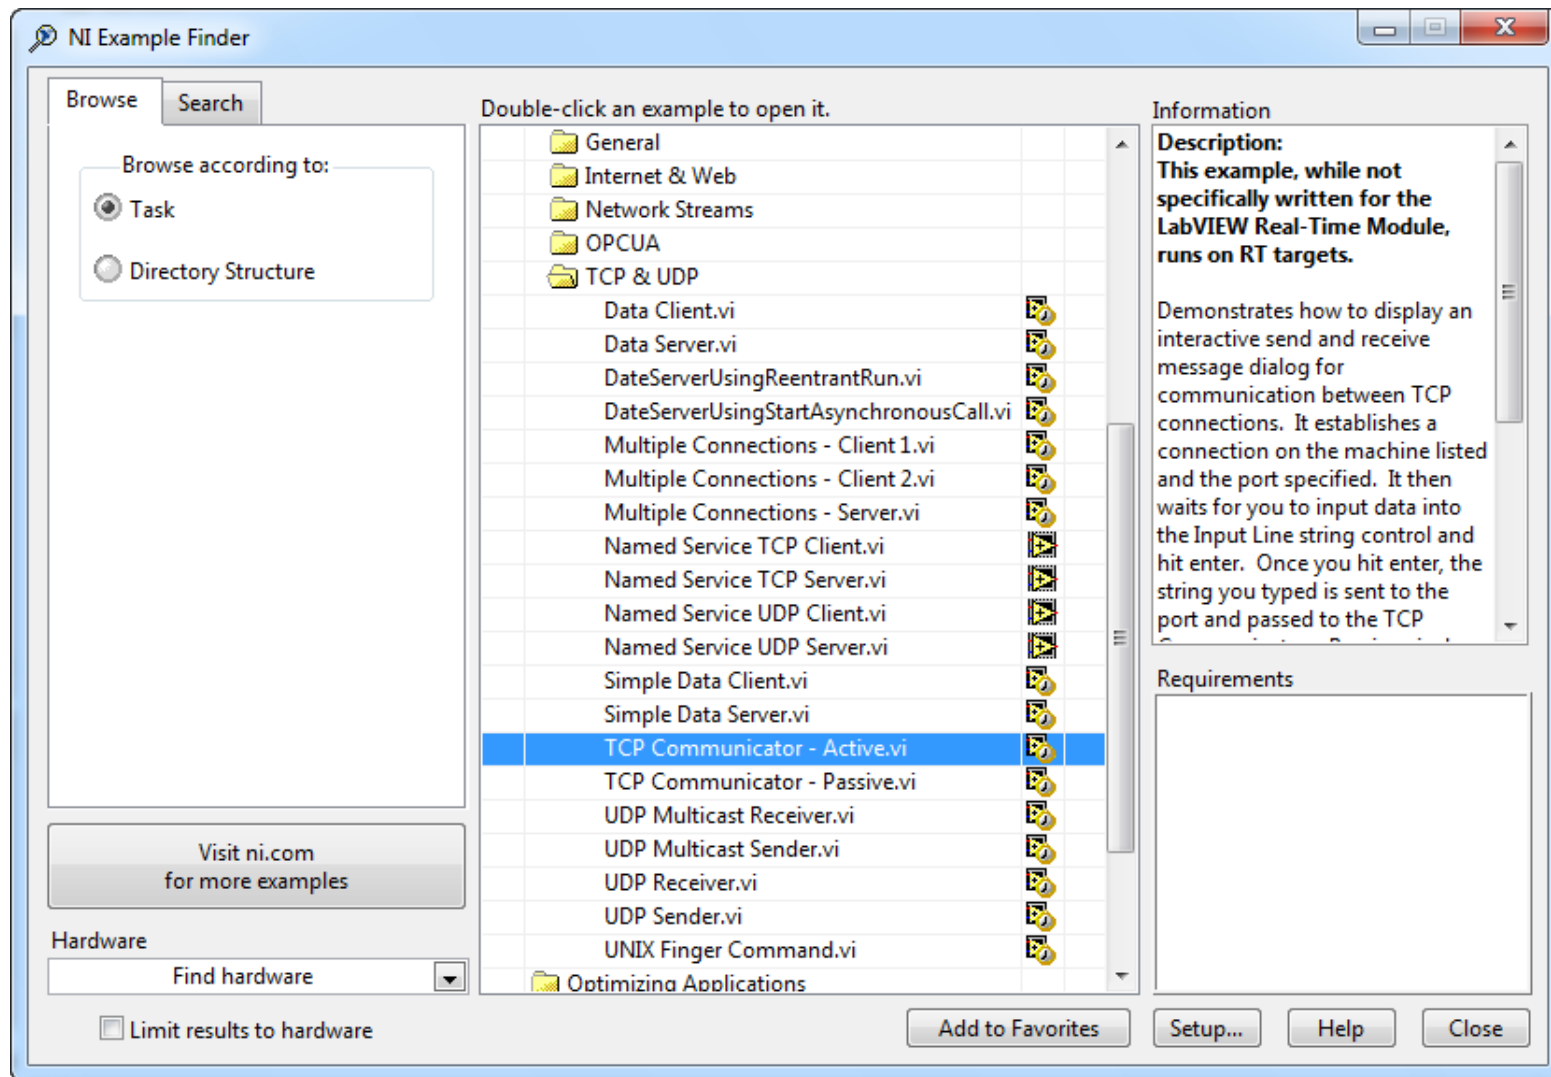 NI Example Finder
Browse
Search
Browse according to:
Task
Directory Structure
Visit ni.com
for more examples
Hardware
Find hardware
Limit results to hardware
Double-click an example to open it.
General
Internet & Web
Network Streams
OPCUA
TCP & UDP
Data Client.vi
Data Server.vi
DateServerUsingReentrantRun.vi
DateServerUsingStartAsynchronousCall.vi
Multiple Connections - Client 1.vi
Multiple Connections - Client 2.vi
Multiple Connections - Server.vi
Named Service TCP Client.vi
Named Service TCP Server.vi
Named Service UDP Client.vi
Named Service UDP Server.vi
Simple Data Client.vi
Simple Data Server.vi
TCP Communicator - Active.vi
TCP Communicator - Passive.vi
UDP Multicast Receiver.vi
UDP Multicast Sender.vi
UDP Receiver.vi
UDP Sender.vi
UNIX Finger Command.vi
Optimizing Applications
Information
Description:
This example, while not
specifically written for the
LabVIEW Real-Time Module,
runs on RT targets.
Demonstrates how to display an
interactive send and receive
message dialog for
communication between TCP
connections. It establishes a
connection on the machine listed
and the port specified. It then
waits for you to input data into
the Input Line string control and
hit enter. Once you hit enter, the
string you typed is sent to the
port and passed to the TCP
Requirements
Add to Favorites
Setup...
Help
Close